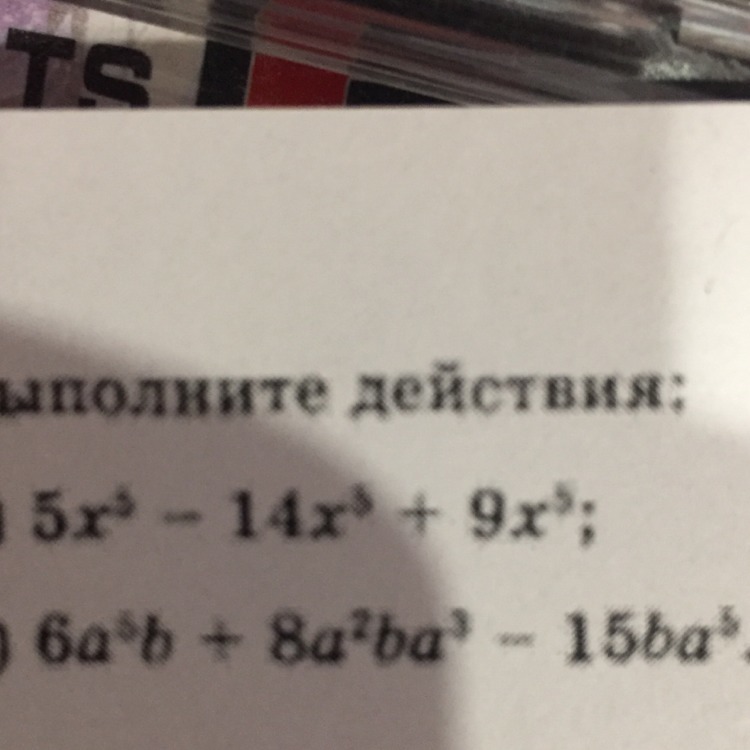 TS
ыполните действия:
) 5x⁵ − 14x⁵ + 9x⁵;
) 6a⁵b + 8a²ba³ − 15ba⁵.